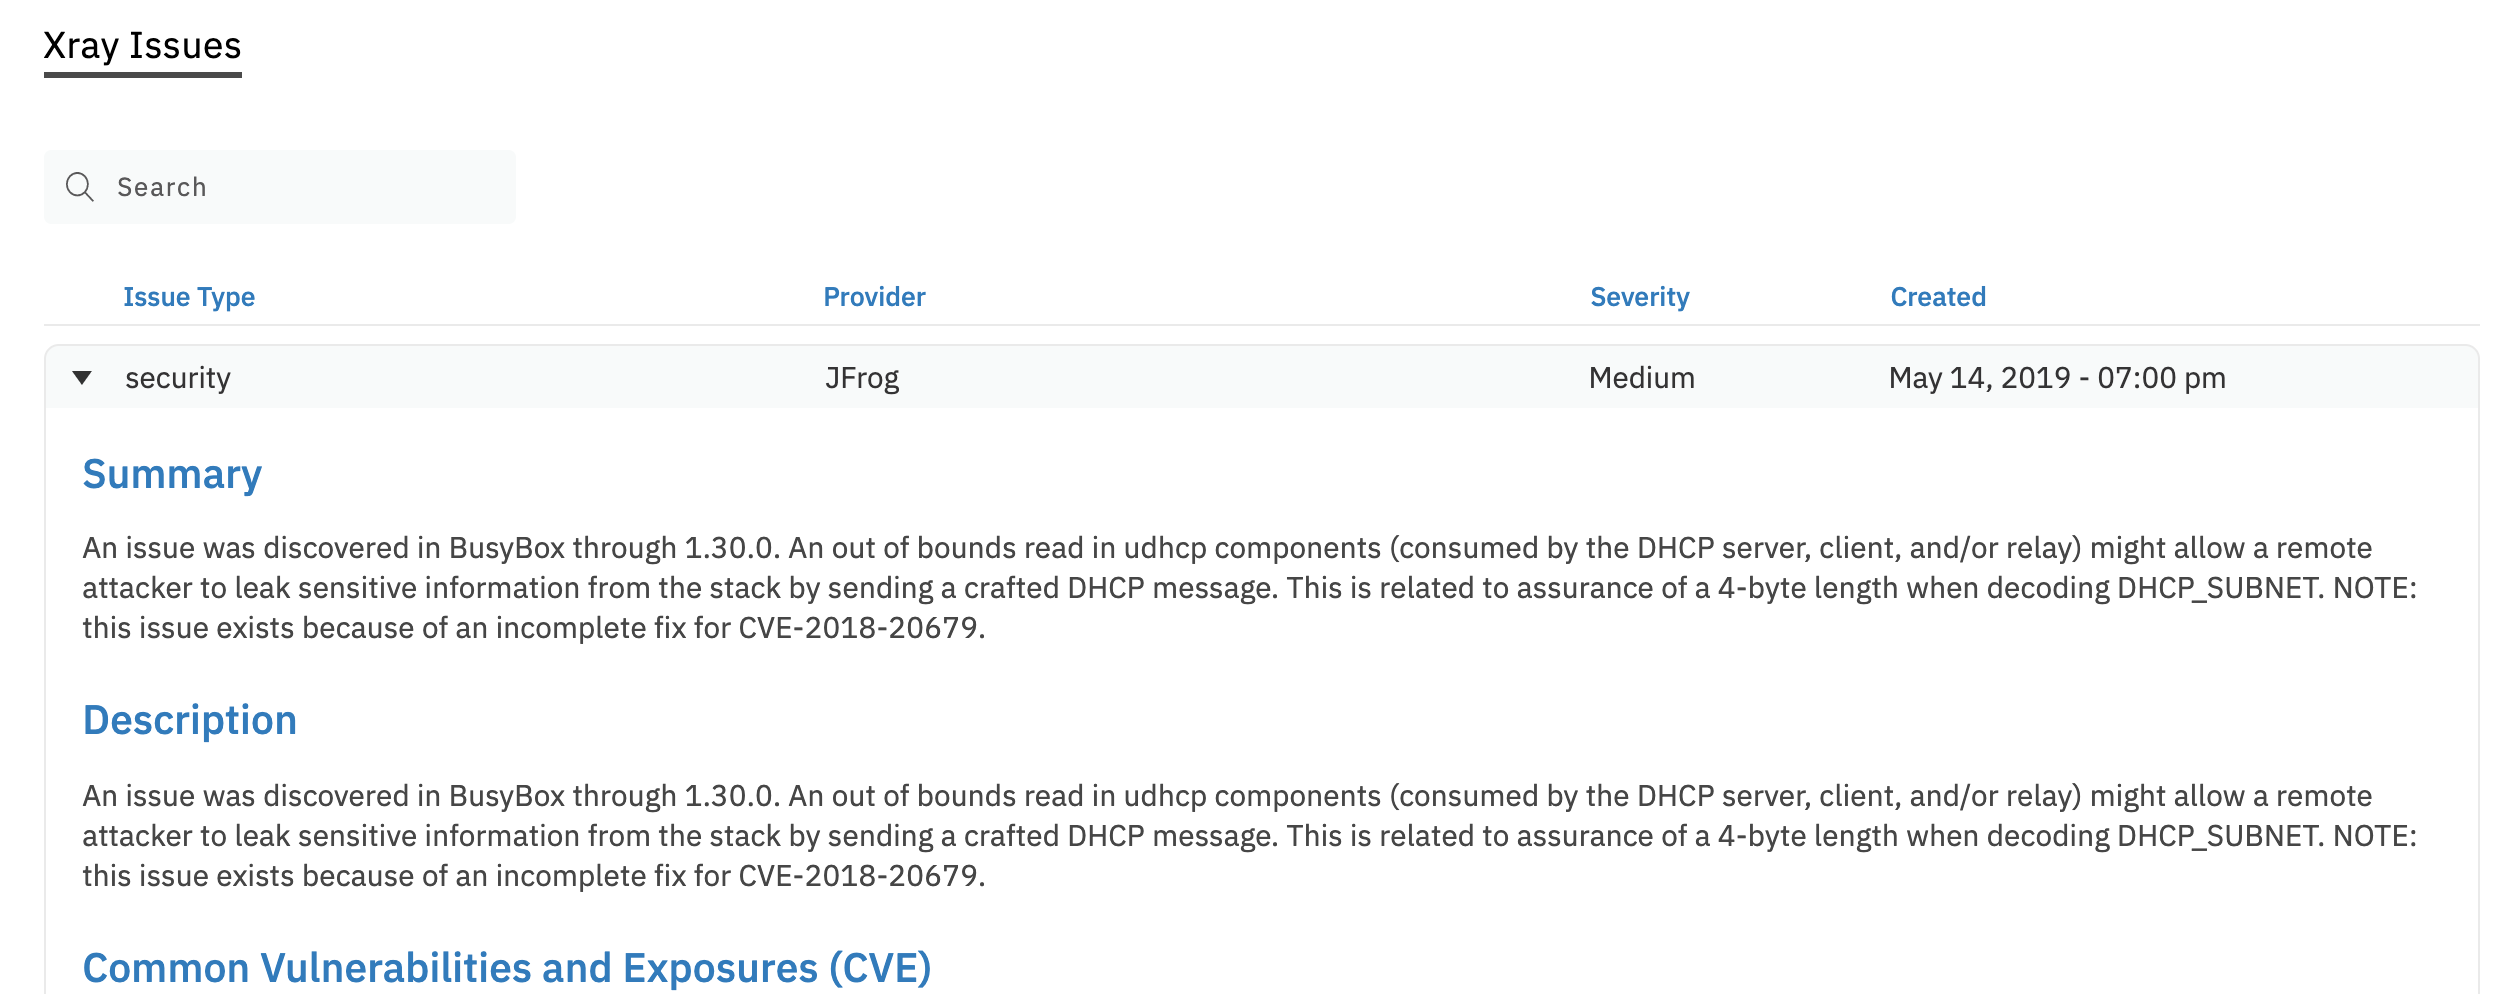 Xray Issues
Search
Issue Type Provider Severity Created
security JFrog Medium May 14, 2019 - 07:00 pm
Summary
An issue was discovered in BusyBox through 1.30.0. An out of bounds read in udhcp components (consumed by the DHCP server, client, and/or relay) might allow a remote
attacker to leak sensitive information from the stack by sending a crafted DHCP message. This is related to assurance of a 4-byte length when decoding DHCP_SUBNET. NOTE:
this issue exists because of an incomplete fix for CVE-2018-20679.
Description
An issue was discovered in BusyBox through 1.30.0. An out of bounds read in udhcp components (consumed by the DHCP server, client, and/or relay) might allow a remote
attacker to leak sensitive information from the stack by sending a crafted DHCP message. This is related to assurance of a 4-byte length when decoding DHCP_SUBNET. NOTE:
this issue exists because of an incomplete fix for CVE-2018-20679.
Common Vulnerabilities and Exposures (CVE)